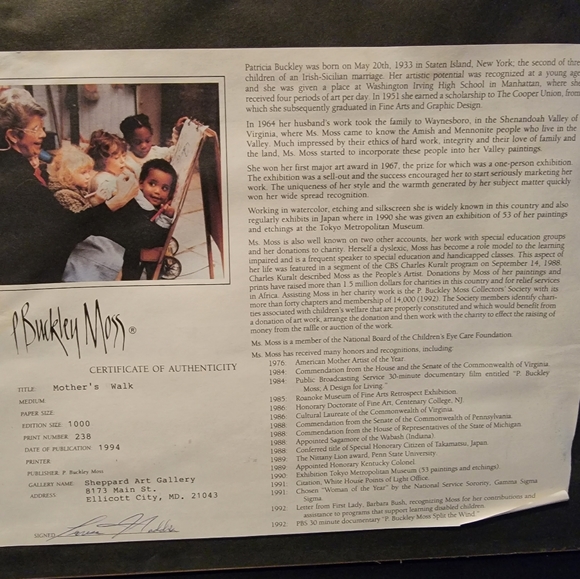 Patricia Buckley was born on May 20th, 1933 in Staten Island, New York; the second of three
children of an Irish-Sicilian marriage. Her artistic potential was recognized at a young age
and she was given a place at Washington Irving High School in Manhattan, where she
received four periods of art per day. In 1951 she earned a scholarship to The Cooper Union, from
which she subsequently graduated in Fine Arts and Graphic Design.
In 1964 her husband's work took the family to Waynesboro, in the Shenandoah Valley of
Virginia, where Ms. Moss came to know the Amish and Mennonite people who live in the
Valley. Much impressed by their ethics of hard work, integrity and their love of family and
the land, Ms. Moss started to incorporate these people into her Valley paintings.
She won her first major art award in 1967, the prize for which was a one-person exhibition.
The exhibition was a sell-out and the success encouraged her to start seriously marketing her
work. The uniqueness of her style and the warmth generated by her subject matter quickly
won her wide spread recognition.
Working in watercolor, etching and silkscreen she is widely known in this country and also
regularly exhibits in Japan where in 1990 she was given an exhibition of 53 of her paintings
and etchings at the Tokyo Metropolitan Museum.
Ms. Moss is also well known on two other accounts, her work with special education groups
and her donations to charity. Herself a dyslexic, Moss has become a role model to the learning
impaired and is a frequent speaker to special education and handicapped classes. This aspect of
her life was featured in a segment of the CBS Charles Kuralt program on September 14, 1988.
Charles Kuralt described Moss as the People's Artist. Donations by Moss of her paintings and
prints have raised more than 1.5 million dollars for charities in this country and for relief services
in Africa. Assisting Moss in her charity work is the P. Buckley Moss Collectors' Society with its
more than forty chapters and membership of 14,000 (1992). The Society members identify chari-
ties associated with children's welfare that are properly constituted and which would benefit from
a donation of art work, arrange the donation and then work with the charity to effect the raising of
money from the raffle or auction of the work.
Ms. Moss is a member of the National Board of the Children's Eye Care Foundation.
Ms. Moss has received many honors and recognitions, including:
1976: American Mother Artist of the Year.
1984: Commendation from the House and the Senate of the Commonwealth of Virginia.
1984: Public Broadcasting Service 30-minute documentary film entitled "P. Buckley
Moss, A Design for Living."
1985: Roanoke Museum of Fine Arts Retrospect Exhibition.
1986: Honorary Doctorate of Fine Art, Centenary College, NJ
1986: Cultural Laureate of the Commonwealth of Virginia.
1988: Commendation from the Senate of the Commonwealth of Pennsylvania.
1988: Commendation from the House of Representatives of the State of Michigan.
1988: Appointed Sagamore of the Wabash (Indiana).
1988: Conferred title of Special Honorary Citizen of Takamatsu, Japan.
1989: The Nittany Lion award, Penn State University.
1989: Appointed Honorary Kentucky Colonel.
1990: Exhibition Tokyo Metropolitan Museum (53 paintings and etchings).
1991: Citation, White House Points of Light Office.
1991: Chosen "Woman of the Year" by the National Service Sorority, Gamma Sigma
Sigma.
1992: Letter from First Lady, Barbara Bush, recognizing Moss for her contributions and
assistance to programs that support learning disabled children.
1992: PBS 30 minute documentary "P. Buckley Moss Split the Wind."
P Buckley Moss ®
CERTIFICATE OF AUTHENTICITY
TITLE: Mother's Walk
MEDIUM:
PAPER SIZE:
EDITION SIZE: 1000
PRINT NUMBER 238
DATE OF PUBLICATION 1994
PRINTER:
PUBLISHER: P. Buckley Moss
GALLERY NAME: Sheppard Art Gallery
ADDRESS 8173 Main St.
Ellicott City, MD, 21043
SIGNED